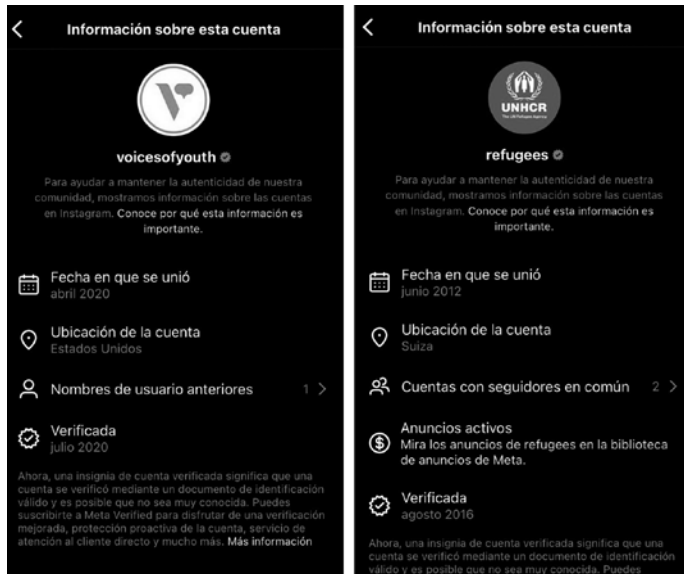 Información sobre esta cuenta
voicesofyouth
Para ayudar a mantener la autenticidad de nuestra
comunidad, mostramos información sobre las cuentas
en Instagram. Conoce por qué esta información es
importante.
Fecha en que se unió
abril 2020
Ubicación de la cuenta
Estados Unidos
Nombres de usuario anteriores 1
Verificada
julio 2020
Ahora, una insignia de cuenta verificada significa que una
cuenta se verificó mediante un documento de identificación
válido y es posible que no sea muy conocida. Puedes
suscribirte a Meta Verified para disfrutar de una verificación
mejorada, protección proactiva de la cuenta, servicio de
atención al cliente directo y mucho más. Más información
Información sobre esta cuenta
UNHCR
The UN Refugee Agency
refugees
Para ayudar a mantener la autenticidad de nuestra
comunidad, mostramos información sobre las cuentas
en Instagram. Conoce por qué esta información es
importante.
Fecha en que se unió
junio 2012
Ubicación de la cuenta
Suiza
Cuentas con seguidores en común 2
Anuncios activos
Mira los anuncios de refugees en la biblioteca
de anuncios de Meta.
Verificada
agosto 2016
Ahora, una insignia de cuenta verificada significa que una
cuenta se verificó mediante un documento de identificación
válido y es posible que no sea muy conocida. Puedes